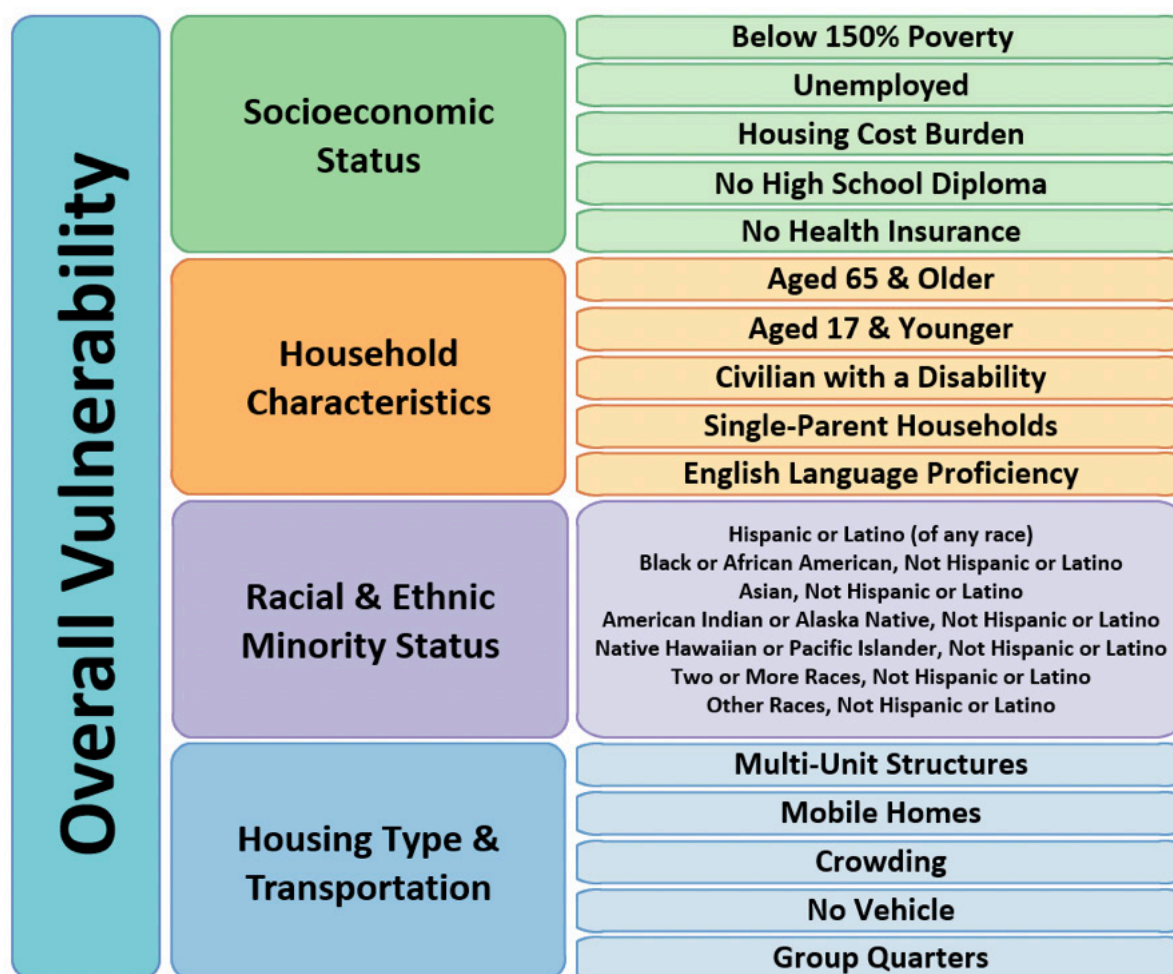 Overall Vulnerability
Socioeconomic
Status
Below 150% Poverty
Unemployed
Housing Cost Burden
No High School Diploma
No Health Insurance
Household
Characteristics
Aged 65 & Older
Aged 17 & Younger
Civilian with a Disability
Single-Parent Households
English Language Proficiency
Racial & Ethnic
Minority Status
Hispanic or Latino (of any race)
Black or African American, Not Hispanic or Latino
Asian, Not Hispanic or Latino
American Indian or Alaska Native, Not Hispanic or Latino
Native Hawaiian or Pacific Islander, Not Hispanic or Latino
Two or More Races, Not Hispanic or Latino
Other Races, Not Hispanic or Latino
Housing Type &
Transportation
Multi-Unit Structures
Mobile Homes
Crowding
No Vehicle
Group Quarters